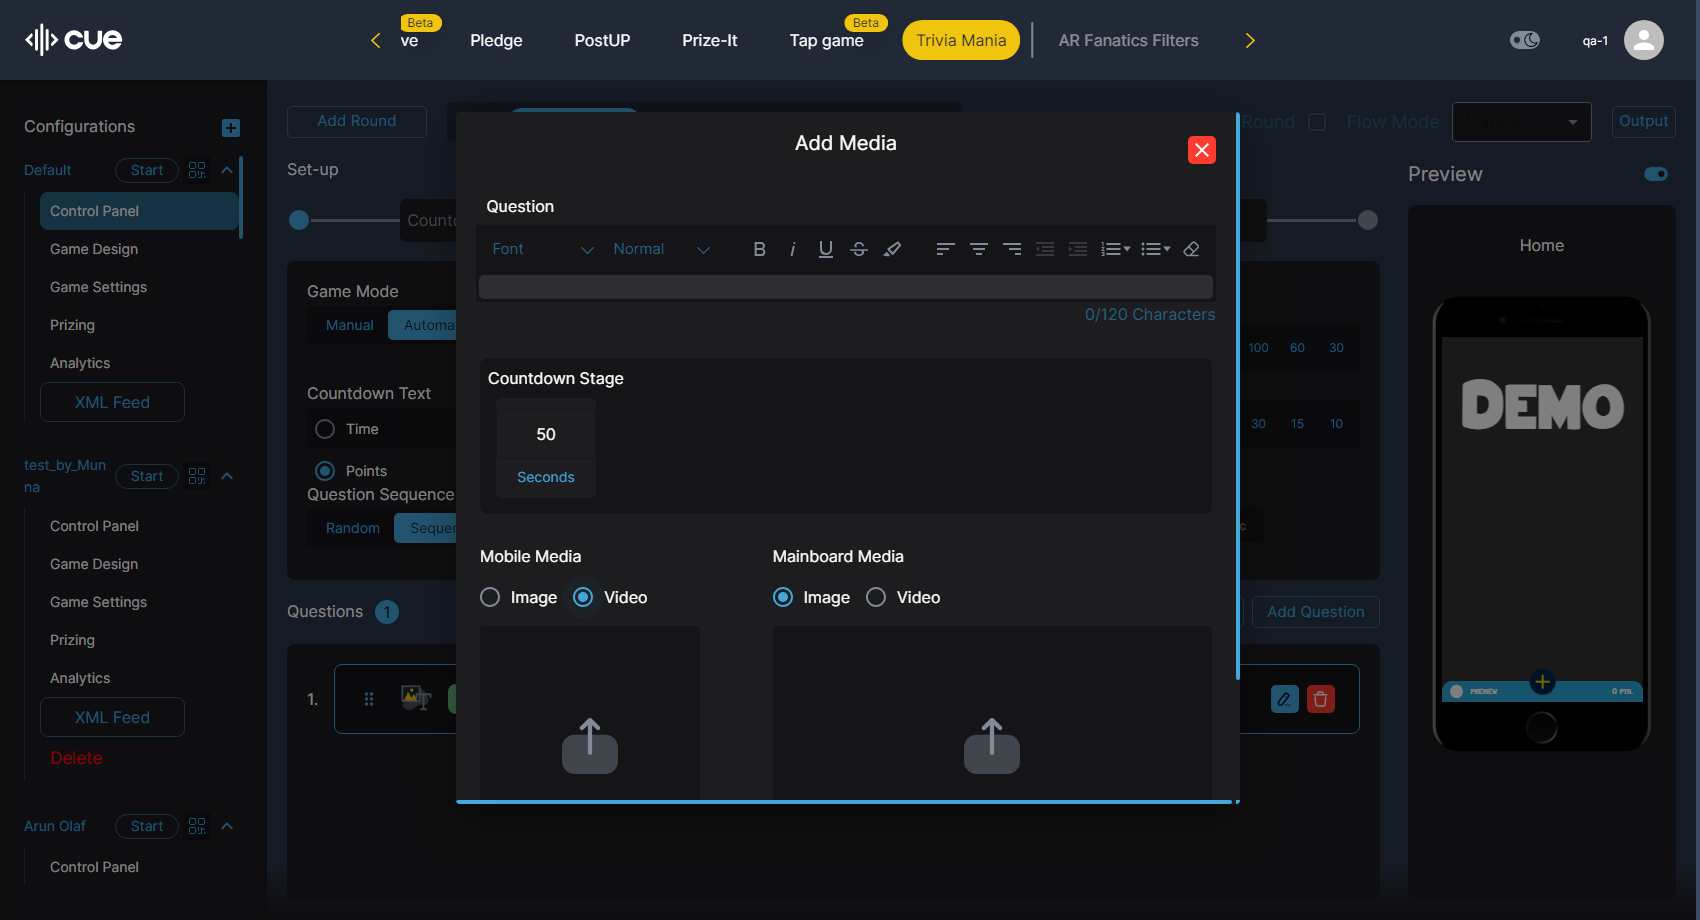 cue
Beta
ve
Pledge
PostUP
Prize-It
Beta
Tap game
Trivia Mania
AR Fanatics Filters
qa-1
Configurations
Default
Start
Control Panel
Game Design
Game Settings
Prizing
Analytics
XML Feed
test_by_Mun
na
Start
Control Panel
Game Design
Game Settings
Prizing
Analytics
XML Feed
Delete
Arun Olaf
Start
Control Panel
Add Round
Round
Flow Mode
Output
Set-up
Game Mode
Manual
Automa
Countdown Text
Time
Points
Question Sequence
Random
Sequer
Questions 1
Add Question
1.
100 60 30
30 15 10
c
Add Media
Question
Font
Normal
0/120 Characters
Countdown Stage
50
Seconds
Mobile Media
Image
Video
Mainboard Media
Image
Video
Preview
Home
DEMO
PREVIEW
0 PTS.